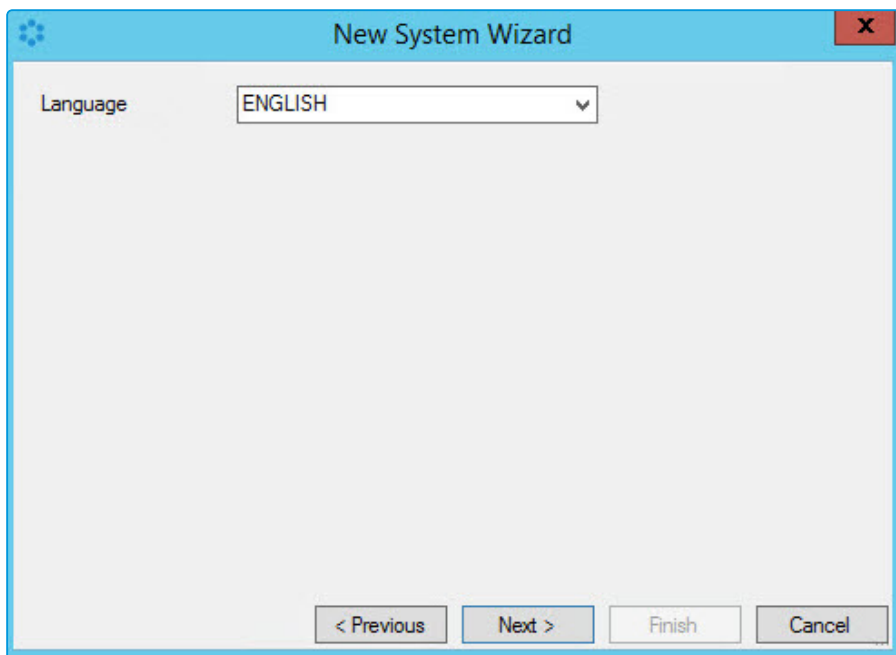 New System Wizard
x
Language
ENGLISH
< Previous
Next >
Finish
Cancel